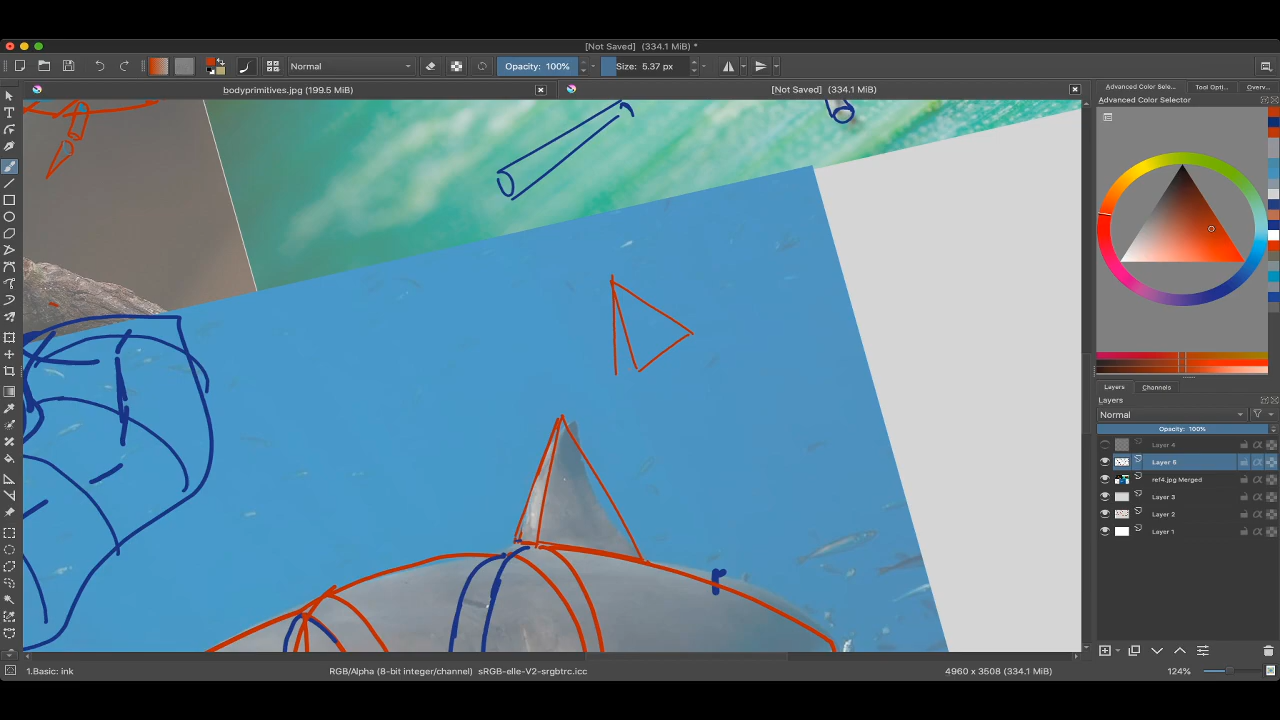 [Not Saved] (334.1 MiB) *
Normal
Opacity: 100%
Size: 5.37 px
bodyprimitives.jpg (199.5 MiB)
[Not Saved] (334.1 MiB)
Advanced Color Sele...
Tool Opti...
Overv...
Advanced Color Selector
Layers
Channels
Layers
Normal
Opacity: 100%
Layer 4
Layer 5
ref4.jpg Merged
Layer 3
Layer 2
Layer 1
1.Basic: ink
RGB/Alpha (8-bit integer/channel) sRGB-elle-V2-srgbtrc.icc
4960 x 3508 (334.1 MiB)
124%